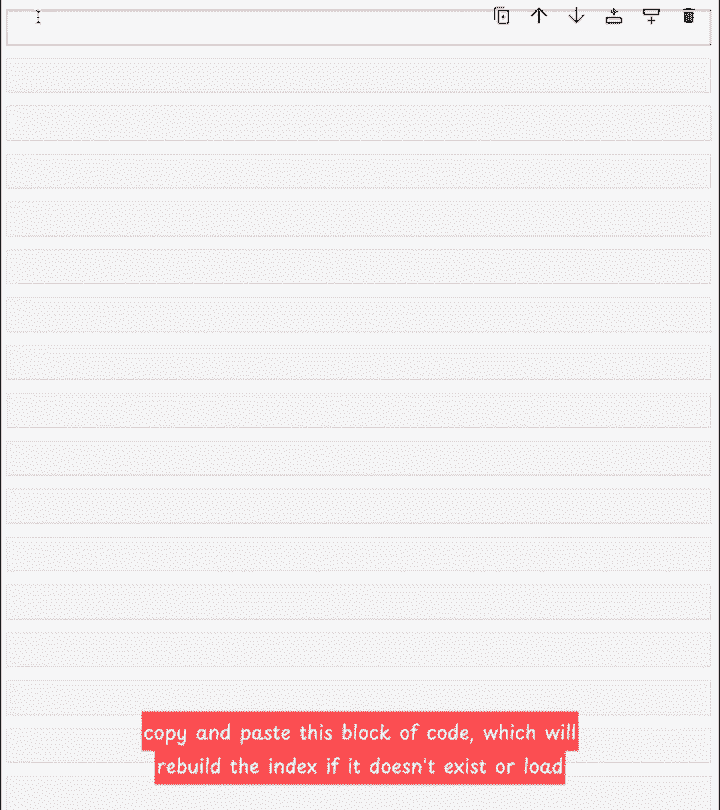 copy and paste this block of code, which will
rebuild the index if it doesn't exist or load